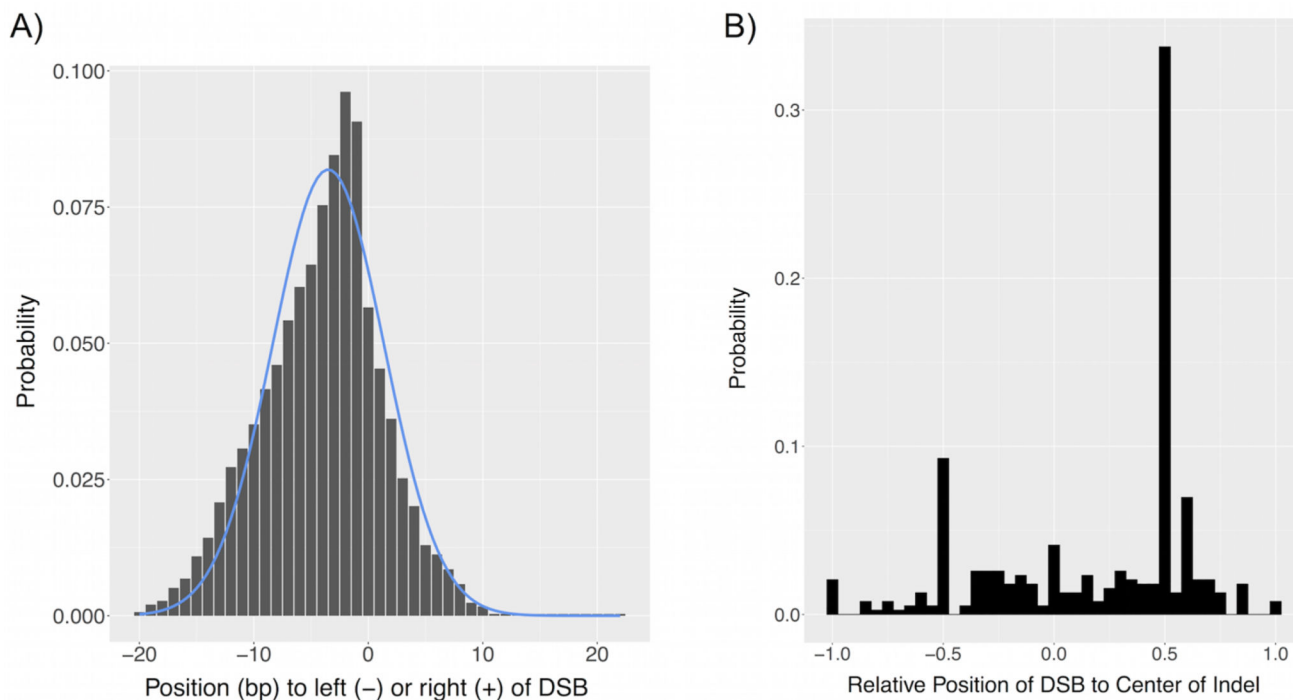 A)
0.100
0.075
0.050
0.025
0.000
Probability
−20 −10 0 10 20
Position (bp) to left (−) or right (+) of DSB
B)
0.3
0.2
0.1
0.0
Probability
−1.0 −0.5 0.0 0.5 1.0
Relative Position of DSB to Center of Indel